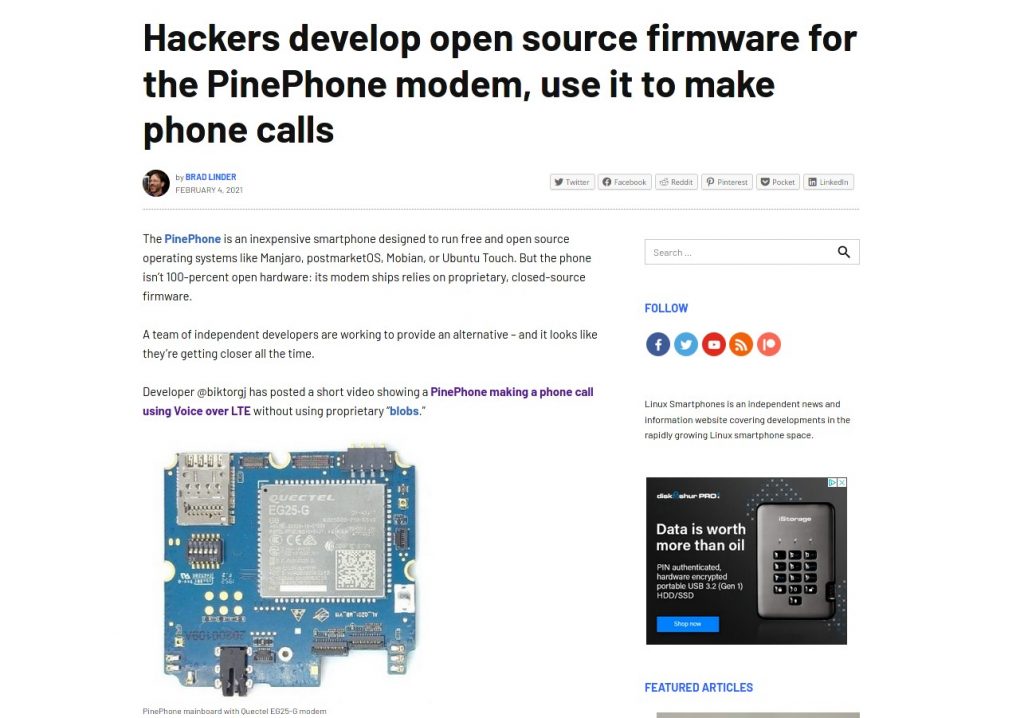 Hackers develop open source firmware for
the PinePhone modem, use it to make
phone calls
by BRAD LINDER
FEBRUARY 4, 2021
Twitter Facebook Reddit Pinterest Pocket LinkedIn
The PinePhone is an inexpensive smartphone designed to run free and open source
operating systems like Manjaro, postmarketOS, Mobian, or Ubuntu Touch. But the phone
isn't 100-percent open hardware: its modem ships relies on proprietary, closed-source
firmware.
A team of independent developers are working to provide an alternative – and it looks like
they're getting closer all the time.
Developer @biktorgj has posted a short video showing a PinePhone making a phone call
using Voice over LTE without using proprietary "blobs."
QUECTEL
EG25-G
PinePhone mainboard with Quectel EG25-G modem
Search ...
FOLLOW
Linux Smartphones is an independent news and
information website covering developments in the
rapidly growing Linux smartphone space.
diskAshur PRO2
iStorage
Data is worth
more than oil
PIN authenticated,
hardware encrypted
portable USB 3.2 (Gen 1)
HDD/SSD
Shop now
FEATURED ARTICLES